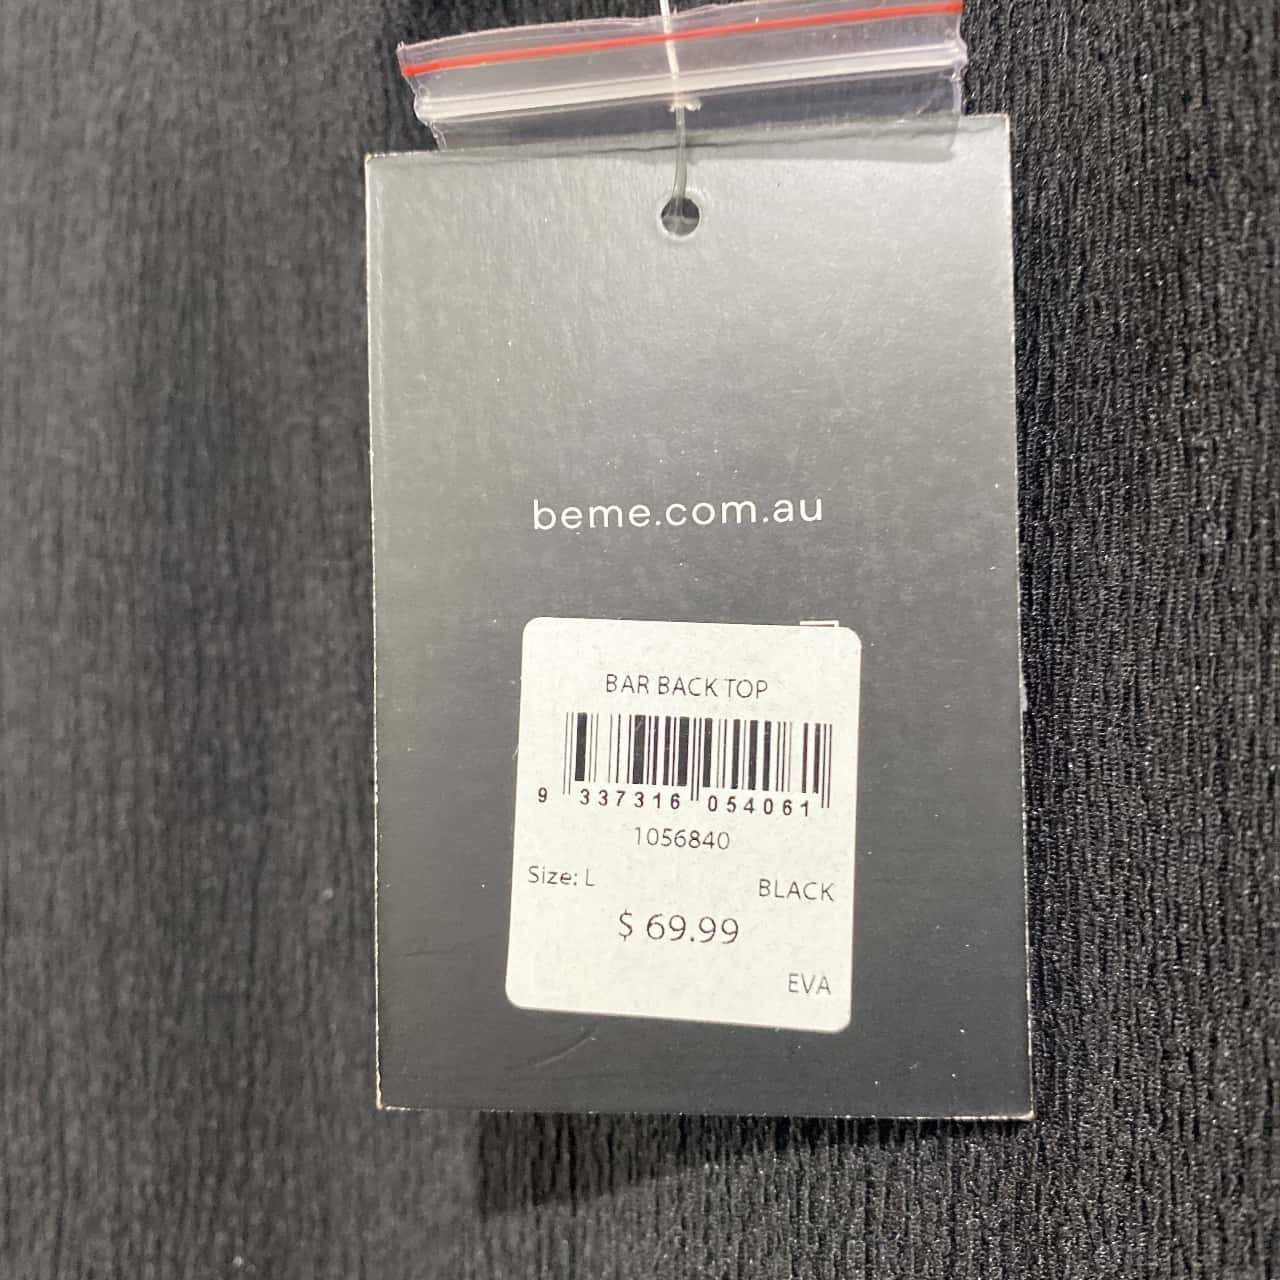 beme.com.au
BAR BACK TOP
9 337316 054061
1056840
Size: L BLACK
$ 69.99
EVA